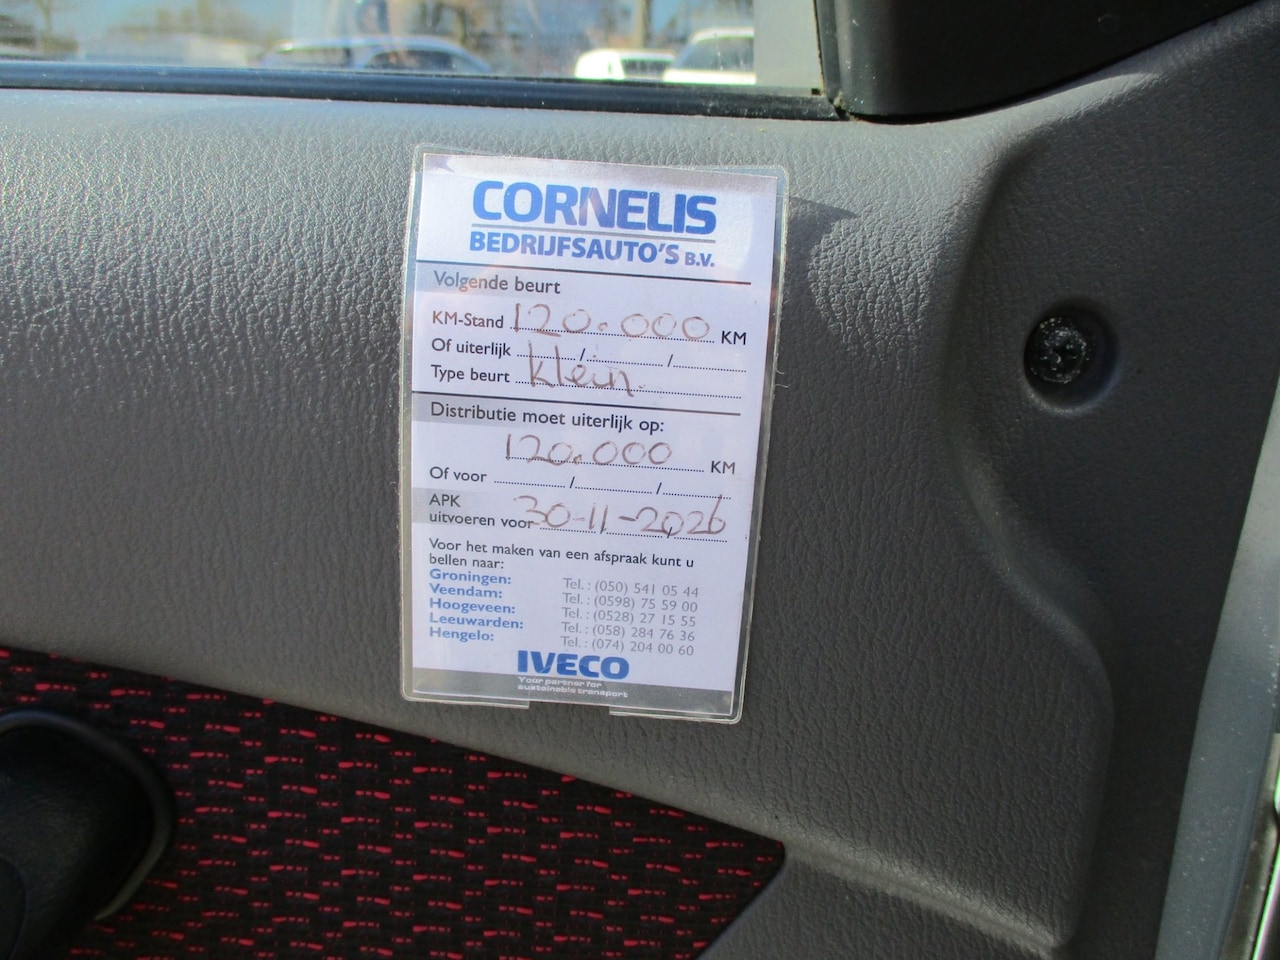 CORNELIS
BEDRIJFSAUTO'S B.V.
Volgende beurt
KM-Stand 120.000 KM
Of uiterlijk ............/............/............
Type beurt klein.
Distributie moet uiterlijk op:
120.000 KM
Of voor ............/............/............
APK
uitvoeren voor 30-11-2026
Voor het maken van een afspraak kunt u
bellen naar:
Groningen: Tel.: (050) 541 05 44
Veendam: Tel.: (0598) 75 59 00
Hoogeveen: Tel.: (0528) 27 15 55
Leeuwarden: Tel.: (058) 284 76 36
Hengelo: Tel.: (074) 204 00 60
IVECO
Your partner for
sustainable transport